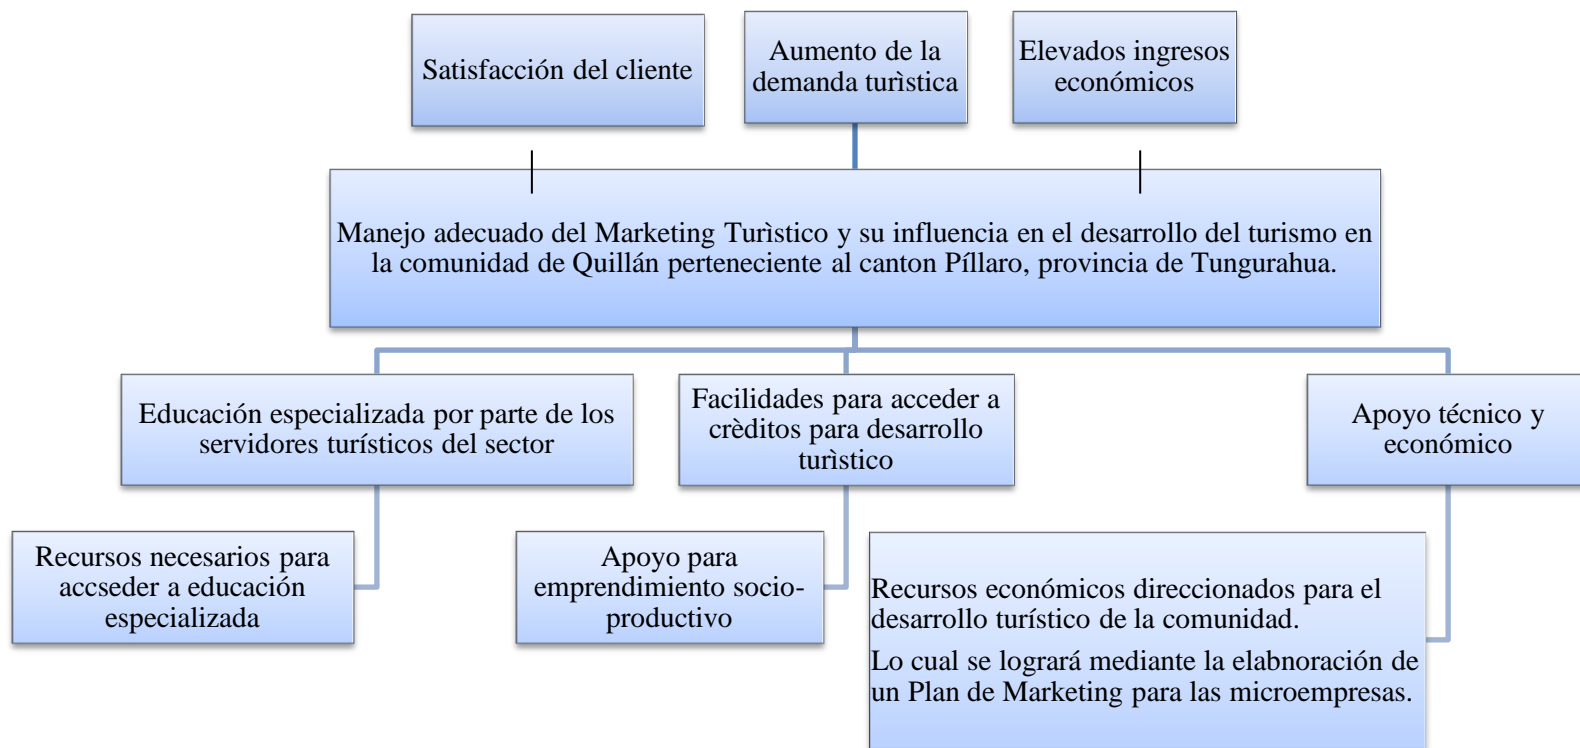 Satisfacción del cliente
Aumento de la
demanda turìstica
Elevados ingresos
económicos
Manejo adecuado del Marketing Turìstico y su influencia en el desarrollo del turismo en
la comunidad de Quillán perteneciente al canton Píllaro, provincia de Tungurahua.
Educación especializada por parte de los
servidores turísticos del sector
Facilidades para acceder a
crèditos para desarrollo
turìstico
Apoyo técnico y
económico
Recursos necesarios para
accseder a educación
especializada
Apoyo para
emprendimiento socio-
productivo
Recursos económicos direccionados para el
desarrollo turístico de la comunidad.
Lo cual se logrará mediante la elabnoración de
un Plan de Marketing para las microempresas.